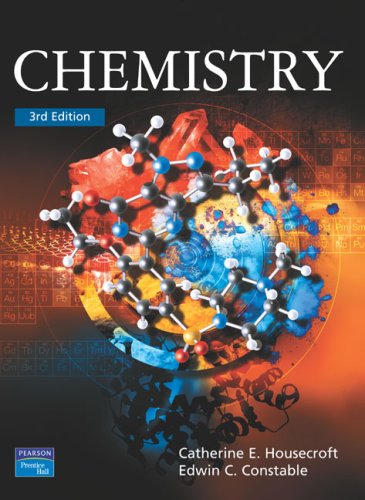 CHEMISTRY
3rd Edition
Catherine E. Housecroft
Edwin C. Constable
PEARSON
Prentice
Hall